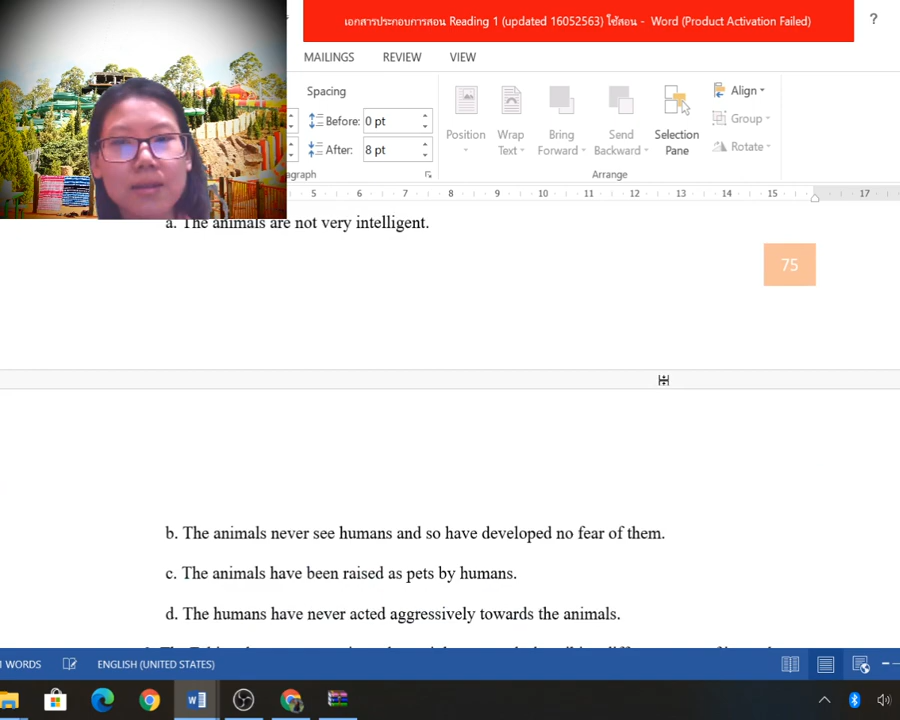 เอกสารประกอบการสอน Reading 1 (updated 16052563) ใช้สอน - Word (Product Activation Failed)
?
MAILINGS REVIEW VIEW
Spacing
Before: 0 pt
After: 8 pt
agraph
Position
Wrap Text
Bring Forward
Send Backward
Selection Pane
Align
Group
Rotate
Arrange
5 6 7 8 9 10 11 12 13 14 15 17
a. The animals are not very intelligent.
75
b. The animals never see humans and so have developed no fear of them.
c. The animals have been raised as pets by humans.
d. The humans have never acted aggressively towards the animals.
WORDS ENGLISH (UNITED STATES)